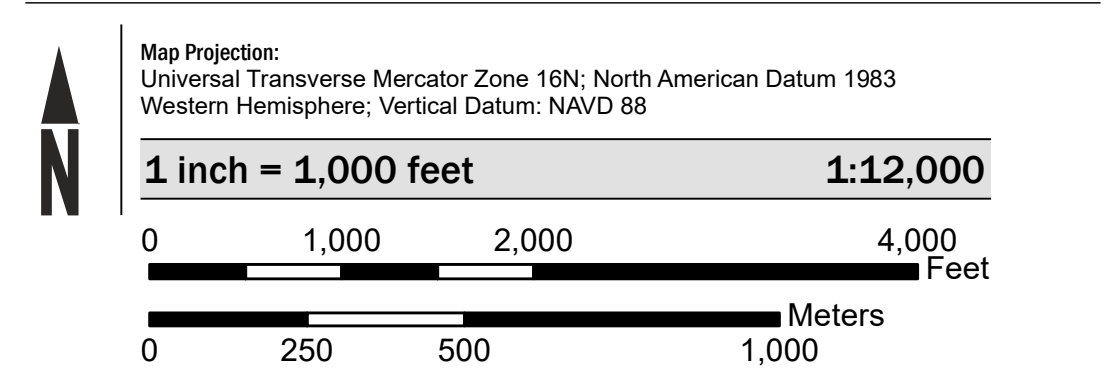 N
Map Projection:
Universal Transverse Mercator Zone 16N; North American Datum 1983
Western Hemisphere; Vertical Datum: NAVD 88
1 inch = 1,000 feet 1:12,000
0 1,000 2,000 4,000
Feet
Meters
0 250 500 1,000